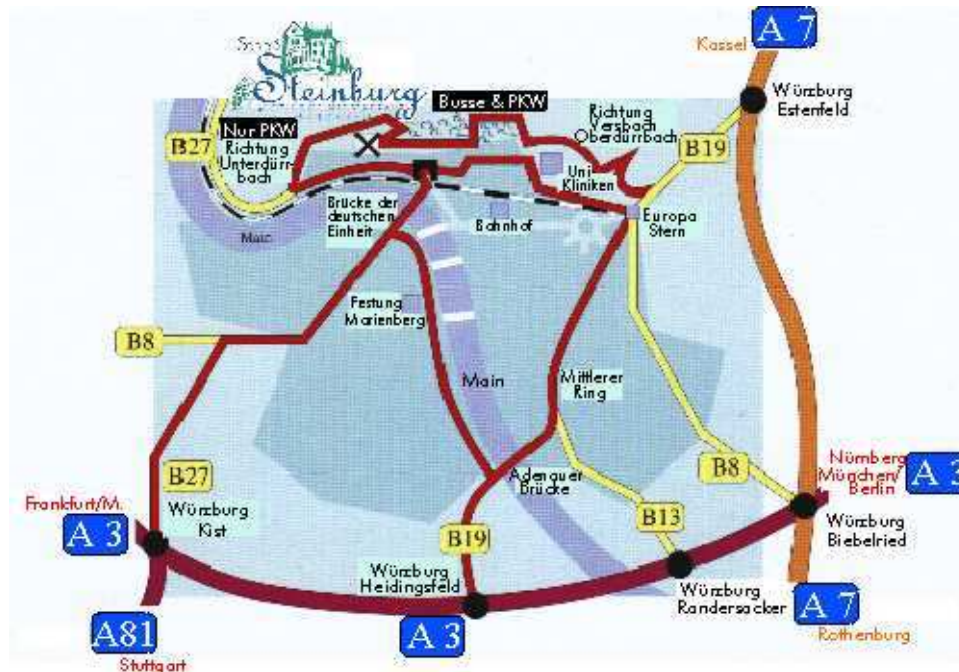 A 7
Kassel
Steinburg
Würzburg
Estenfeld
Busse & PKW
Nur PKW
Richtung
Unterdürr-
bach
B27
Richtung
Versbach
Oberdürrbach
B19
Uni-
Kliniken
Brücke der
deutschen
Einheit
Bahnhof
Europa
Stern
Main
Festung
Marienberg
B8
Main
Mittlerer
Ring
B27
Adenauer
Brücke
B8
Nürnberg
München/
Berlin
A 3
Frankfurt/M.
A 3
Würzburg
Kist
B19
B13
Würzburg
Biebelried
Würzburg
Heidingsfeld
A 3
Würzburg
Randersacker
A 7
Rothenburg
A81
Stuttgart